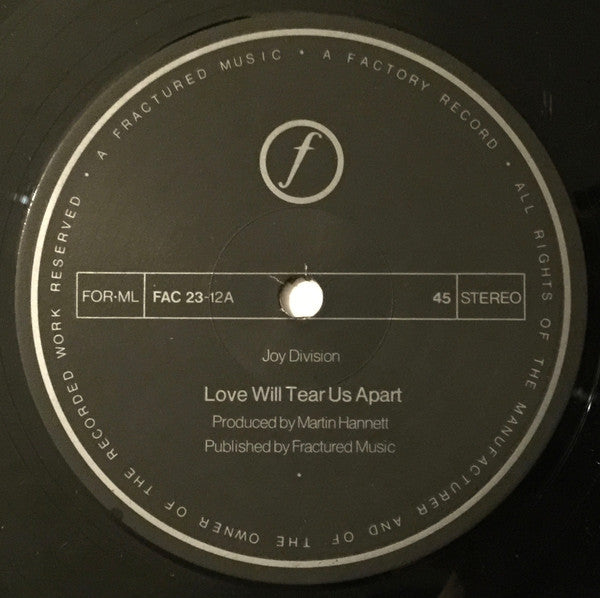 A FRACTURED MUSIC • A FACTORY RECORD • ALL RIGHTS OF THE MANUFACTURER AND OF THE OWNER OF THE RECORDED WORK RESERVED •
f
FOR·ML FAC 23-12A 45 STEREO
Joy Division
Love Will Tear Us Apart
Produced by Martin Hannett
Published by Fractured Music